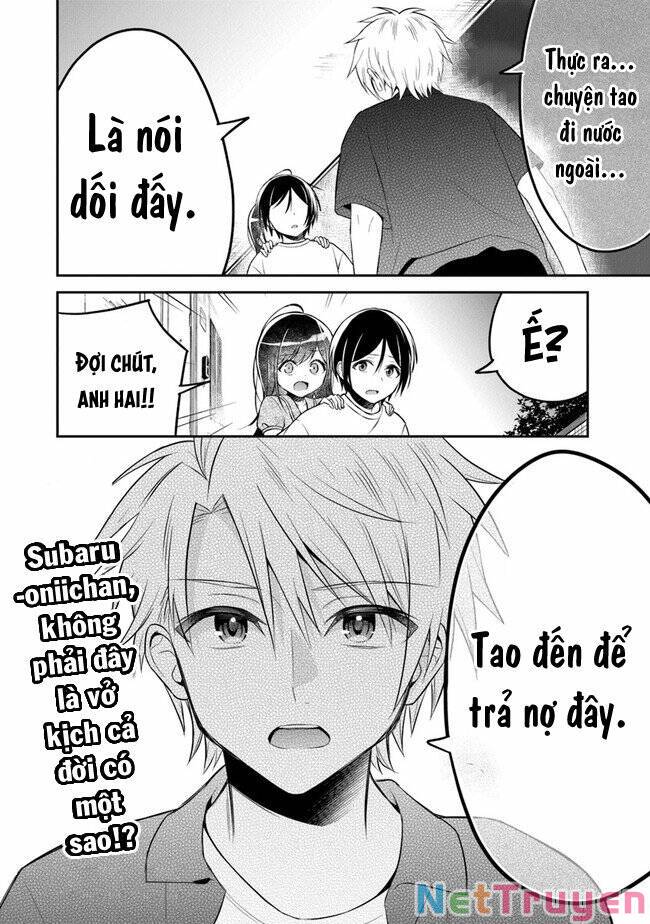 Thực ra...
chuyện tao
đi nước
ngoài...
Là nói
dối đấy.
Ế?
ĐỢI CHÚT,
ANH HAI!!
Tao đến để
trả nợ đây.
Subaru
-oniichan,
không
phải đây
là vở
kịch cả
đời có
một
sao!?
NetTruyen